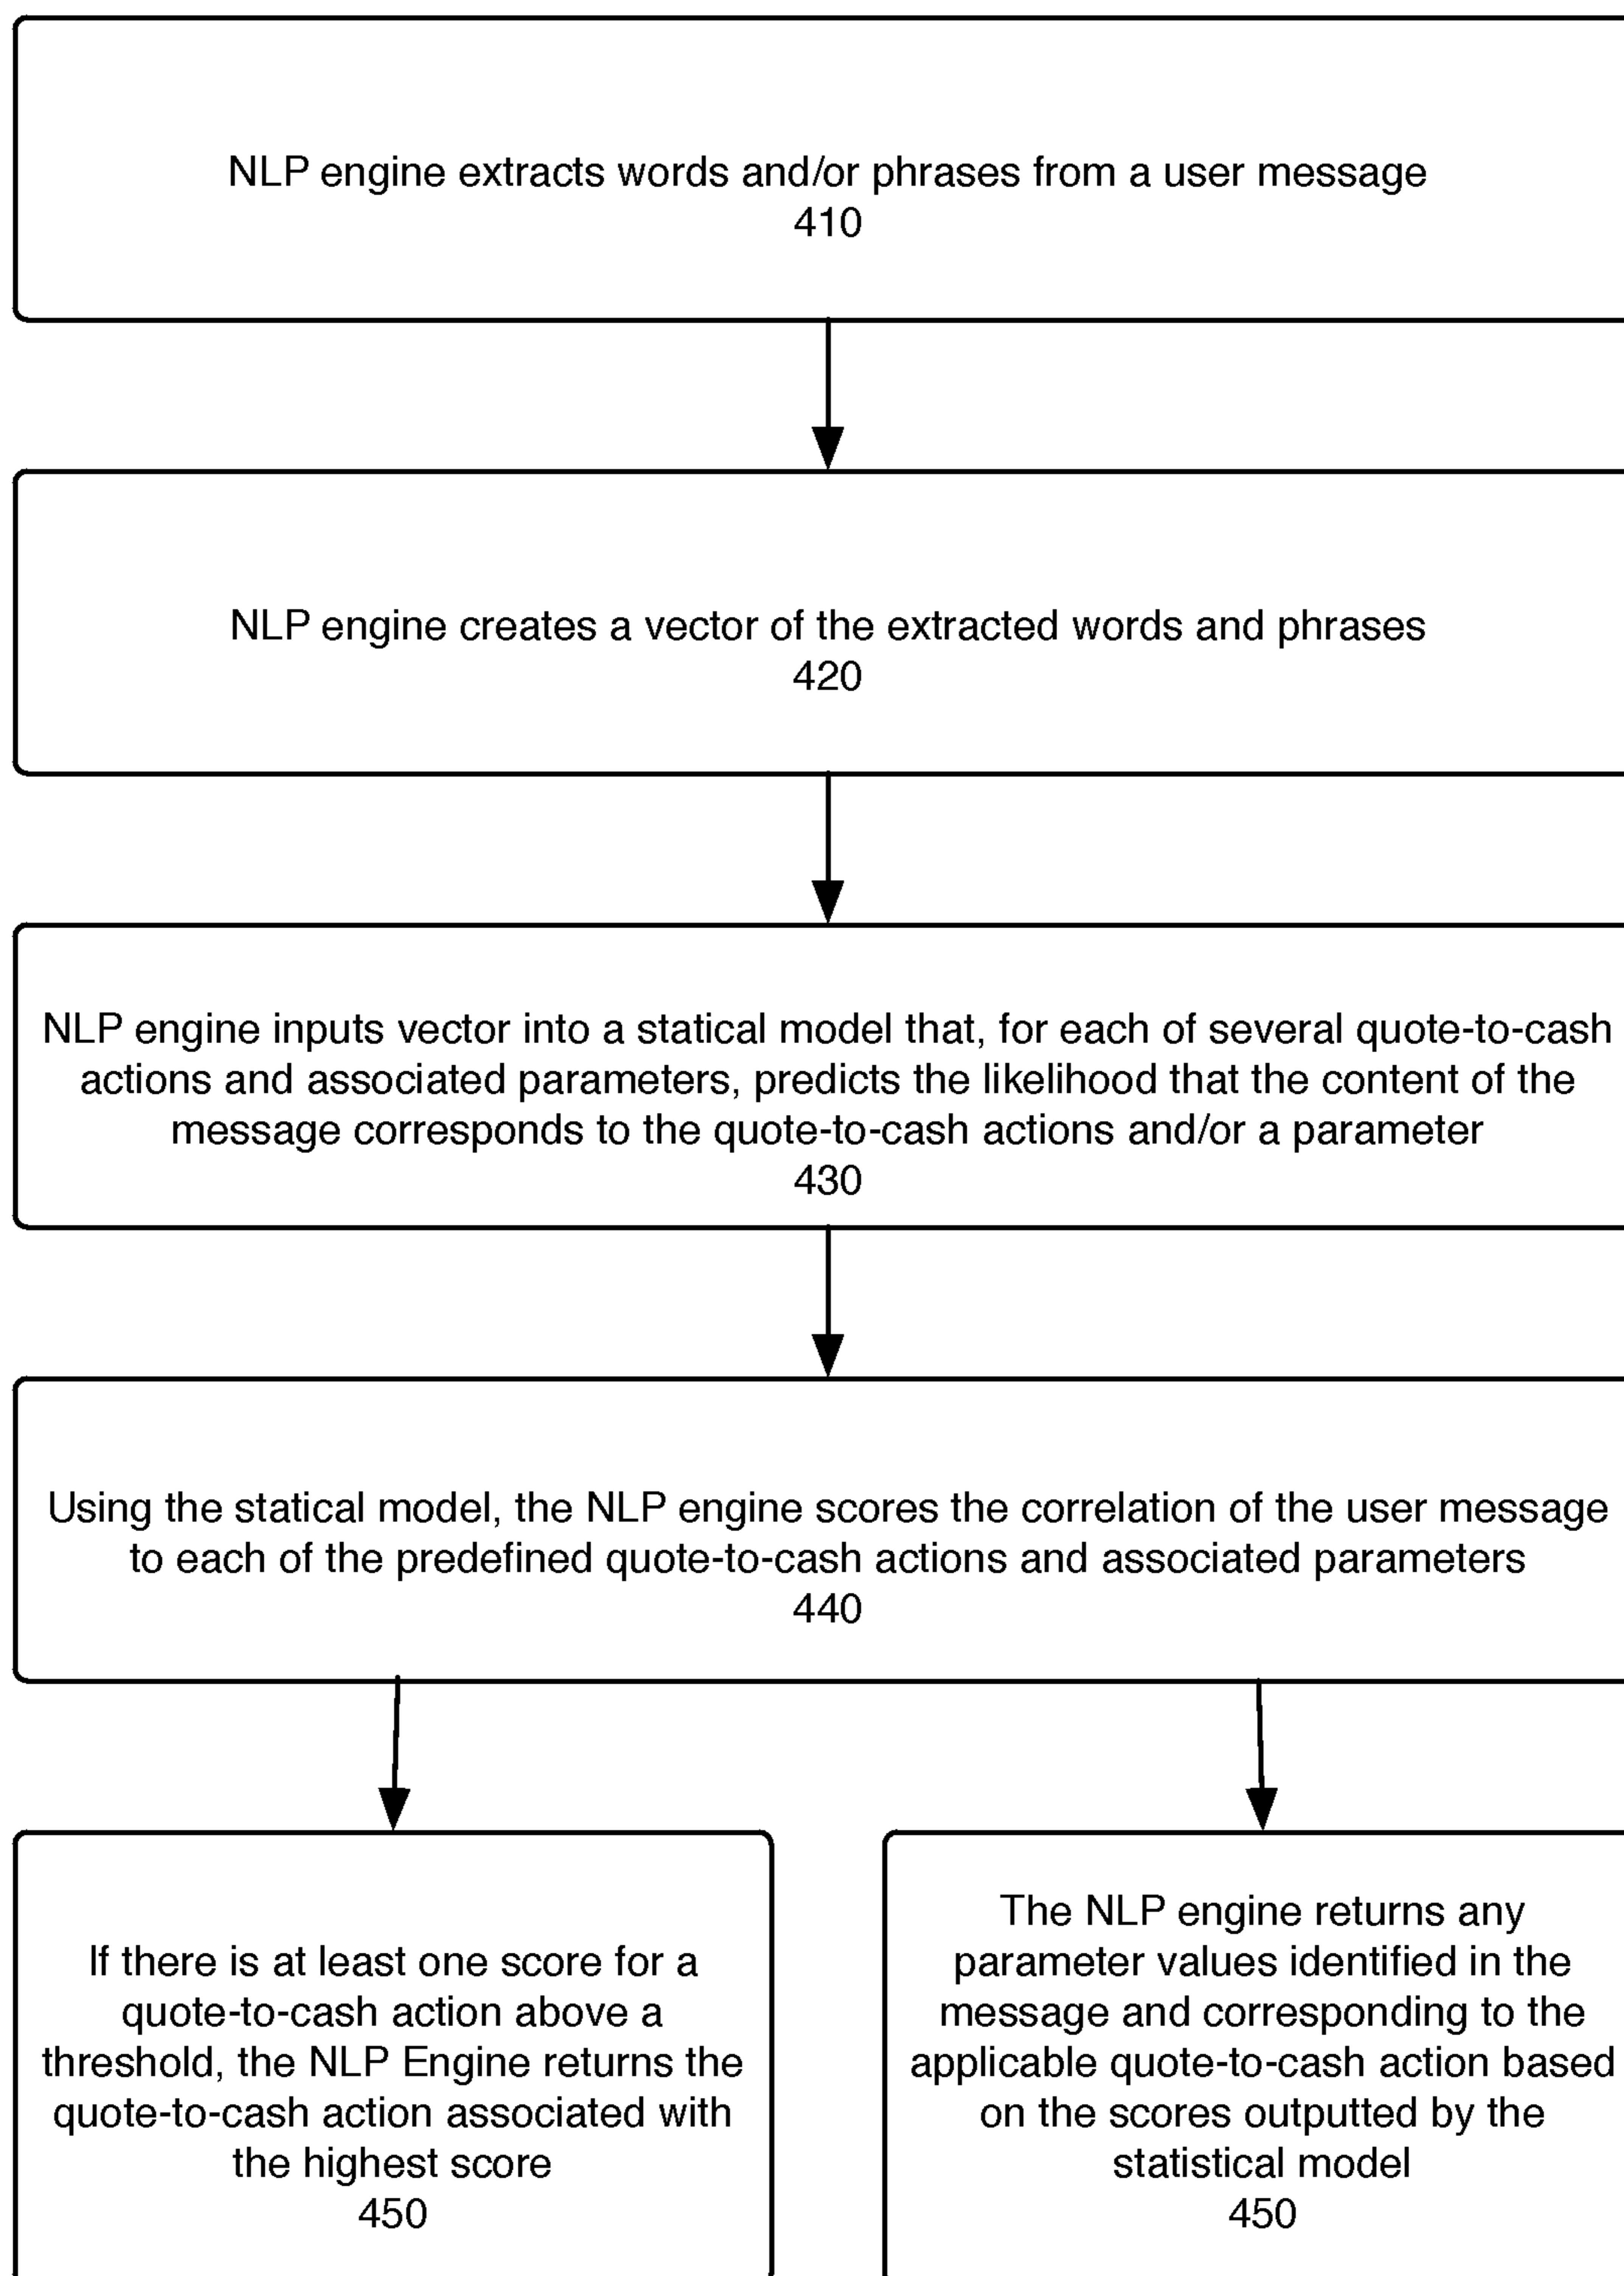 NLP engine extracts words and/or phrases from a user message
410
NLP engine creates a vector of the extracted words and phrases
420
NLP engine inputs vector into a statical model that, for each of several quote-to-cash
actions and associated parameters, predicts the likelihood that the content of the
message corresponds to the quote-to-cash actions and/or a parameter
430
Using the statical model, the NLP engine scores the correlation of the user message
to each of the predefined quote-to-cash actions and associated parameters
440
If there is at least one score for a
quote-to-cash action above a
threshold, the NLP Engine returns the
quote-to-cash action associated with
the highest score
450
The NLP engine returns any
parameter values identified in the
message and corresponding to the
applicable quote-to-cash action based
on the scores outputted by the
statistical model
450